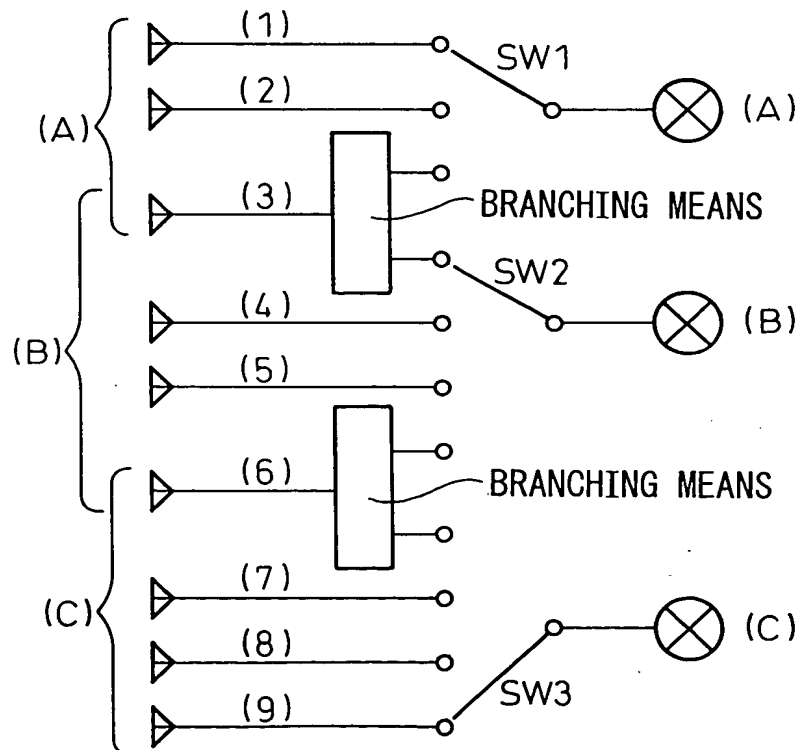 (1)
SW1
(2)
(A)
(A)
(3)
BRANCHING MEANS
SW2
(4)
(B)
(B)
(5)
(6)
BRANCHING MEANS
(7)
(C)
(C)
(8)
SW3
(9)